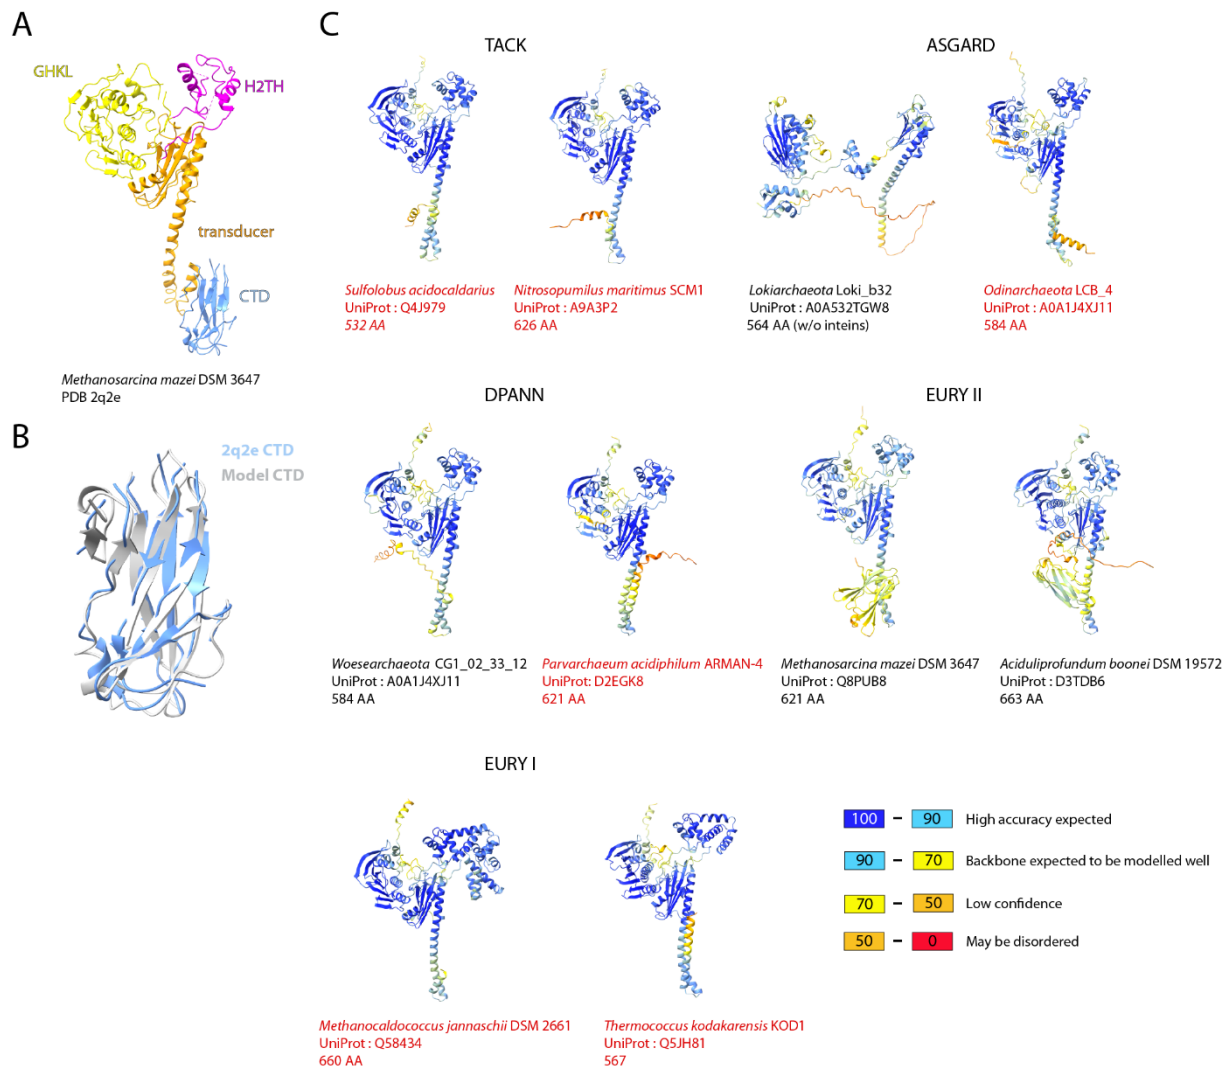 A
GHKL
H2TH
transducer
CTD
Methanosarcina mazei DSM 3647
PDB 2q2e
B
2q2e CTD
Model CTD
C
TACK
Sulfolobus acidocaldarius
UniProt : Q4J979
532 AA
Nitrosopumilus maritimus SCM1
UniProt : A9A3P2
626 AA
ASGARD
Lokiarchaeota Loki_b32
UniProt : A0A532TGW8
564 AA (w/o inteins)
Odinarchaeota LCB_4
UniProt : A0A1J4XJ11
584 AA
DPANN
Woesearchaeota CG1_02_33_12
UniProt : A0A1J4XJ11
584 AA
Parvarchaeum acidiphilum ARMAN-4
UniProt: D2EGK8
621 AA
EURY II
Methanosarcina mazei DSM 3647
UniProt : Q8PUB8
621 AA
Aciduliprofundum boonei DSM 19572
UniProt : D3TDB6
663 AA
EURY I
Methanocaldococcus jannaschii DSM 2661
UniProt : Q58434
660 AA
Thermococcus kodakarensis KOD1
UniProt : Q5JH81
567
100 – 90 High accuracy expected
90 – 70 Backbone expected to be modelled well
70 – 50 Low confidence
50 – 0 May be disordered